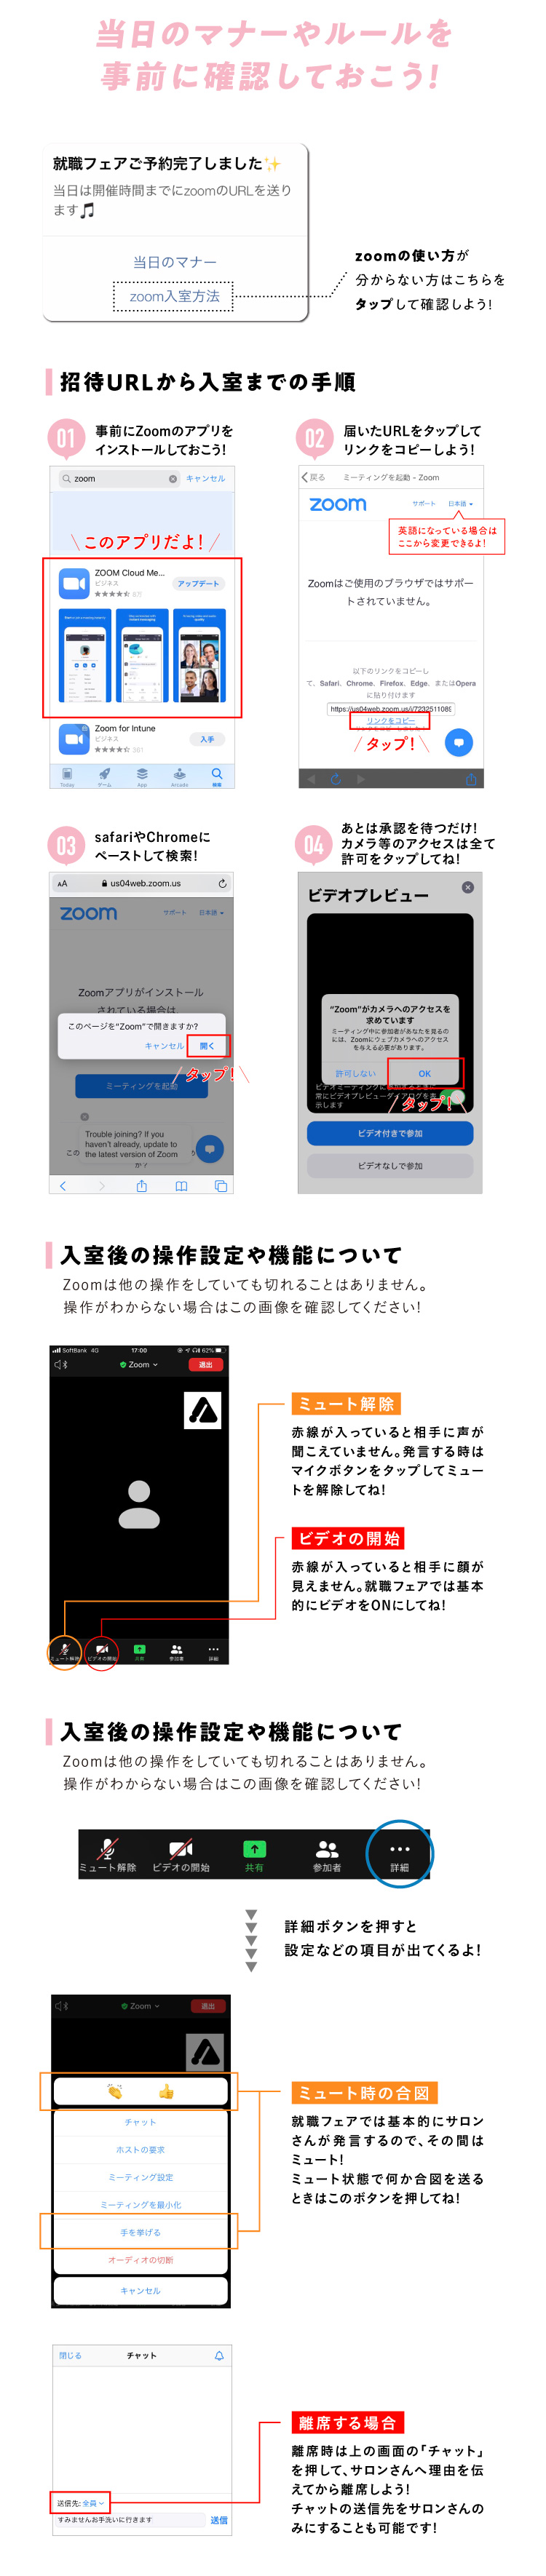 当日のマナーやルールを
事前に確認しておこう!
就職フェアご予約完了しました✨
当日は開催時間までにzoomのURLを送り
ます🎵
当日のマナー
zoom入室方法
zoomの使い方が
分からない方はこちらを
タップして確認しよう!
招待URLから入室までの手順
01
事前にZoomのアプリを
インストールしておこう!
zoom
キャンセル
このアプリだよ!
ZOOM Cloud Me...
ビジネス
アップデート
Zoom for Intune
ビジネス
入手
361
Today
ゲーム
App
Arcade
検索
02
届いたURLをタップして
リンクをコピーしよう!
戻る
ミーティングを起動 - Zoom
zoom
サポート
日本語
英語になっている場合は
ここから変更できるよ!
Zoomはご使用のブラウザではサポー
トされていません。
以下のリンクをコピーし
て、Safari、Chrome、Firefox、Edge、またはOpera
に貼り付けます
リンクをコピー
タップ!
03
safariやChromeに
ペーストして検索!
AA
us04web.zoom.us
zoom
サポート
日本語
Zoomアプリがインストール
されている場合は、
このページを"Zoom"で開きますか?
キャンセル
開く
タップ!
ミーティングを起動
Trouble joining? If you
haven't already, update to
the latest version of Zoom
か?
04
あとは承認を待つだけ!
カメラ等のアクセスは全て
許可をタップしてね!
ビデオプレビュー
"Zoom"がカメラへのアクセスを
求めています
ミーティング中に参加者があなたを見るの
には、Zoomにウェブカメラへのアクセス
を与える必要があります。
許可しない
OK
タップ!
常にビデオプレビューダイアログを表
示します
ビデオ付きで参加
ビデオなしで参加
入室後の操作設定や機能について
Zoomは他の操作をしていても切れることはありません。
操作がわからない場合はこの画像を確認してください!
SoftBank 4G
17:00
62%
Zoom
退出
ミュート解除
赤線が入っていると相手に声が
聞こえていません。発言する時は
マイクボタンをタップしてミュー
トを解除してね!
ビデオの開始
赤線が入っていると相手に顔が
見えません。就職フェアでは基本
的にビデオをONにしてね!
ミュート解除
ビデオの開始
共有
参加者
詳細
入室後の操作設定や機能について
Zoomは他の操作をしていても切れることはありません。
操作がわからない場合はこの画像を確認してください!
ミュート解除
ビデオの開始
共有
参加者
詳細
詳細ボタンを押すと
設定などの項目が出てくるよ!
Zoom
退出
チャット
ホストの要求
ミーティング設定
ミーティングを最小化
手を挙げる
オーディオの切断
キャンセル
ミュート時の合図
就職フェアでは基本的にサロン
さんが発言するので、その間は
ミュート!
ミュート状態で何か合図を送る
ときはこのボタンを押してね!
閉じる
チャット
送信先: 全員
すみませんお手洗いに行きます
送信
離席する場合
離席時は上の画面の「チャット」
を押して、サロンさんへ理由を伝
えてから離席しよう!
チャットの送信先をサロンさんの
みにすることも可能です!